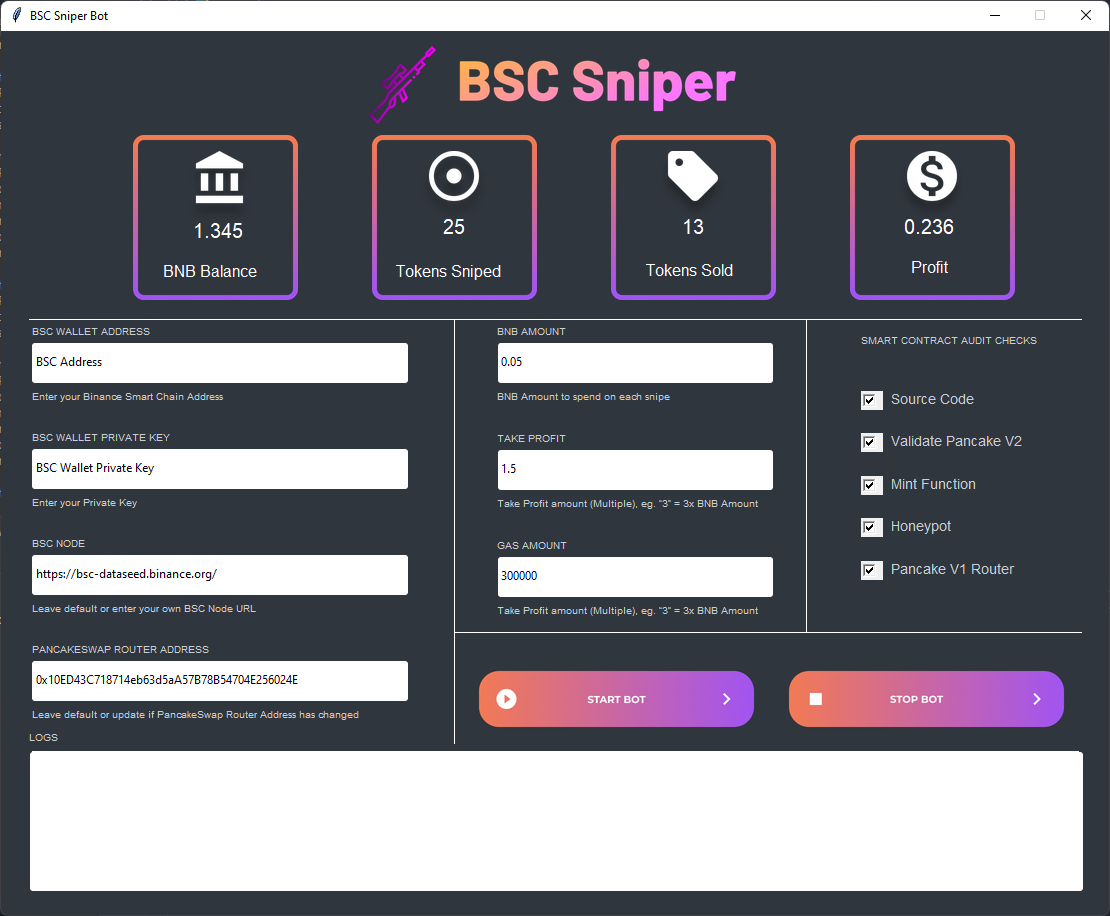 BSC Sniper Bot
BSC Sniper
1.345
BNB Balance
25
Tokens Sniped
13
Tokens Sold
0.236
Profit
BSC WALLET ADDRESS
BSC Address
Enter your Binance Smart Chain Address
BSC WALLET PRIVATE KEY
BSC Wallet Private Key
Enter your Private Key
BSC NODE
https://bsc-dataseed.binance.org/
Leave default or enter your own BSC Node URL
PANCAKESWAP ROUTER ADDRESS
0x10ED43C718714eb63d5aA57B78B54704E256024E
Leave default or update if PancakeSwap Router Address has changed
BNB AMOUNT
0.05
BNB Amount to spend on each snipe
TAKE PROFIT
1.5
Take Profit amount (Multiple), eg. "3" = 3x BNB Amount
GAS AMOUNT
300000
Take Profit amount (Multiple), eg. "3" = 3x BNB Amount
SMART CONTRACT AUDIT CHECKS
Source Code
Validate Pancake V2
Mint Function
Honeypot
Pancake V1 Router
START BOT
STOP BOT
LOGS